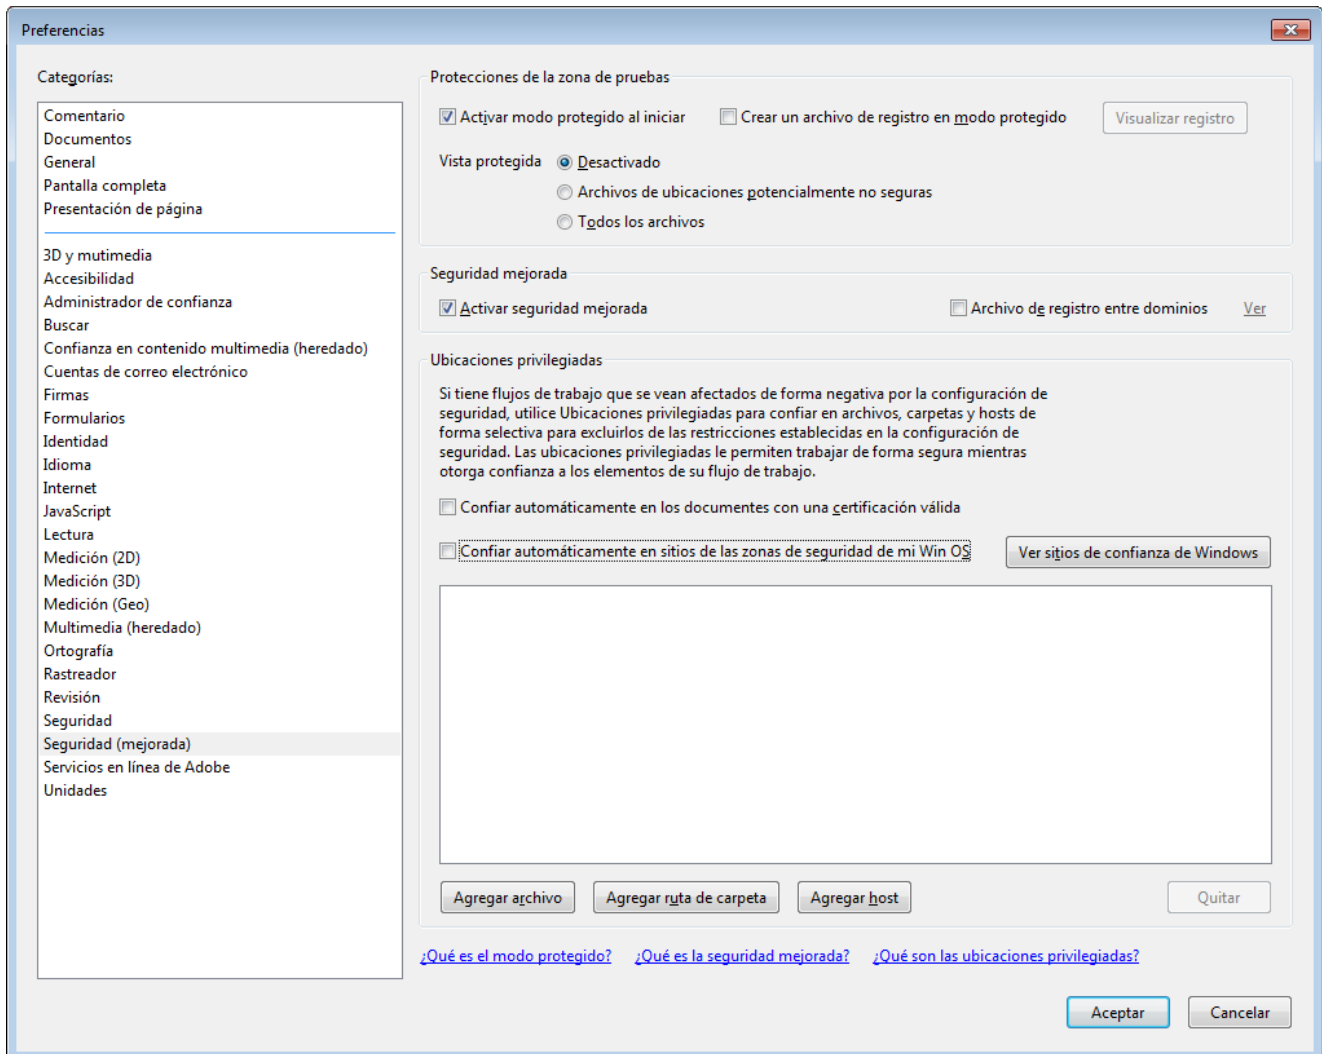 Preferencias
Categorías:
Comentario
Documentos
General
Pantalla completa
Presentación de página
3D y mutimedia
Accesibilidad
Administrador de confianza
Buscar
Confianza en contenido multimedia (heredado)
Cuentas de correo electrónico
Firmas
Formularios
Identidad
Idioma
Internet
JavaScript
Lectura
Medición (2D)
Medición (3D)
Medición (Geo)
Multimedia (heredado)
Ortografía
Rastreador
Revisión
Seguridad
Seguridad (mejorada)
Servicios en línea de Adobe
Unidades
Protecciones de la zona de pruebas
Activar modo protegido al iniciar
Crear un archivo de registro en modo protegido
Visualizar registro
Vista protegida
Desactivado
Archivos de ubicaciones potencialmente no seguras
Todos los archivos
Seguridad mejorada
Activar seguridad mejorada
Archivo de registro entre dominios
Ver
Ubicaciones privilegiadas
Si tiene flujos de trabajo que se vean afectados de forma negativa por la configuración de
seguridad, utilice Ubicaciones privilegiadas para confiar en archivos, carpetas y hosts de
forma selectiva para excluirlos de las restricciones establecidas en la configuración de
seguridad. Las ubicaciones privilegiadas le permiten trabajar de forma segura mientras
otorga confianza a los elementos de su flujo de trabajo.
Confiar automáticamente en los documentes con una certificación válida
Confiar automáticamente en sitios de las zonas de seguridad de mi Win OS
Ver sitios de confianza de Windows
Agregar archivo
Agregar ruta de carpeta
Agregar host
Quitar
¿Qué es el modo protegido?
¿Qué es la seguridad mejorada?
¿Qué son las ubicaciones privilegiadas?
Aceptar
Cancelar